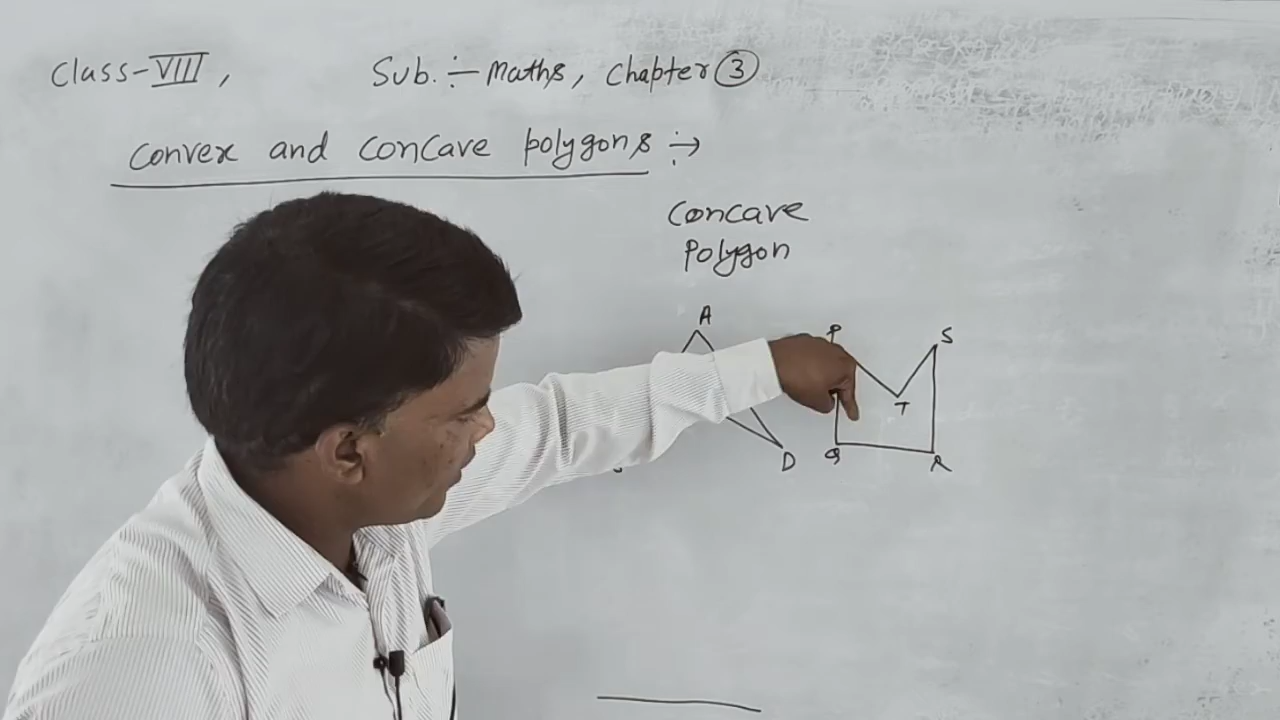 Class-VIII, Sub. :- Maths, Chapter ③
Convex and concave polygons :→
Concave
Polygon
A
P
S
T
D
Q
R